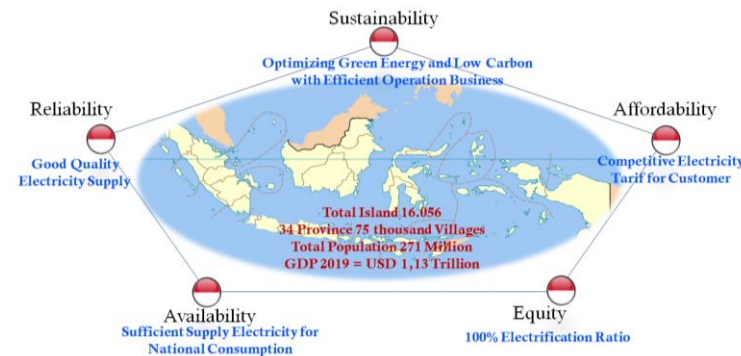 Sustainability
Optimizing Green Energy and Low Carbon
with Efficient Operation Business
Reliability
Good Quality
Electricity Supply
Affordability
Competitive Electricity
Tarif for Customer
Total Island 16.056
34 Province 75 thousand Villages
Total Population 271 Million
GDP 2019 = USD 1,13 Trillion
Availability
Sufficient Supply Electricity for
National Consumption
Equity
100% Electrification Ratio